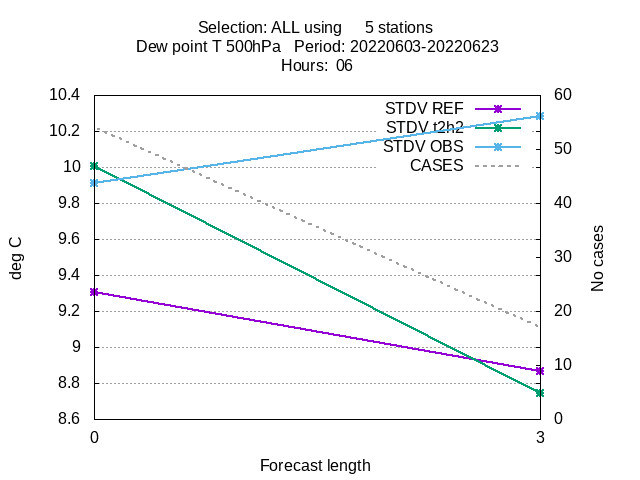 Selection: ALL using      5 stations
Dew point T 500hPa   Period: 20220603-20220623
Hours:  06
10.4
10.2
10
9.8
9.6
9.4
9.2
9
8.8
8.6
60
50
40
30
20
10
0
STDV REF
STDV t2h2
STDV OBS
CASES
deg C
No cases
0
3
Forecast length